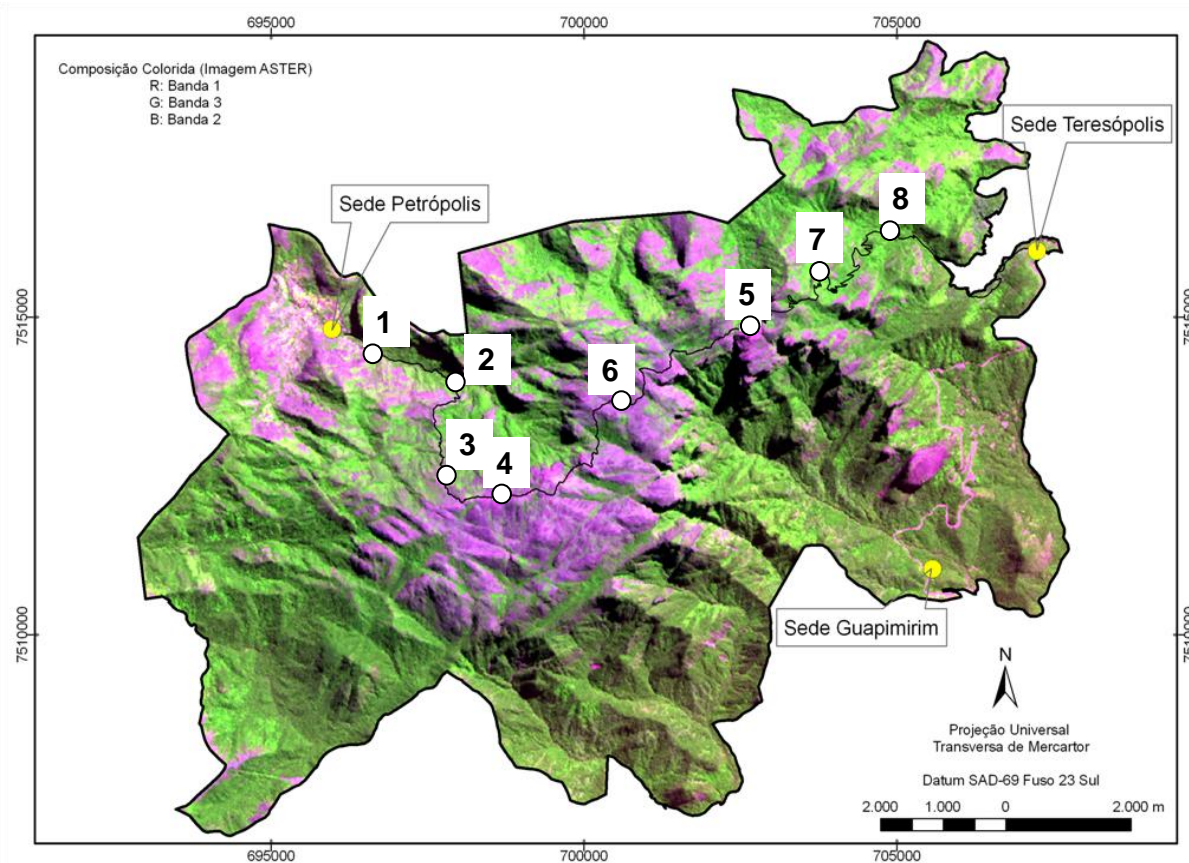 695000
700000
705000
Composição Colorida (Imagem ASTER)
R: Banda 1
G: Banda 3
B: Banda 2
Sede Teresópolis
Sede Petrópolis
8
7
7515000
7515000
5
1
2
6
3
4
Sede Guapimirim
7510000
7510000
N
Projeção Universal
Transversa de Mercartor
Datum SAD-69 Fuso 23 Sul
2.000 1.000 0 2.000 m
695000
700000
705000